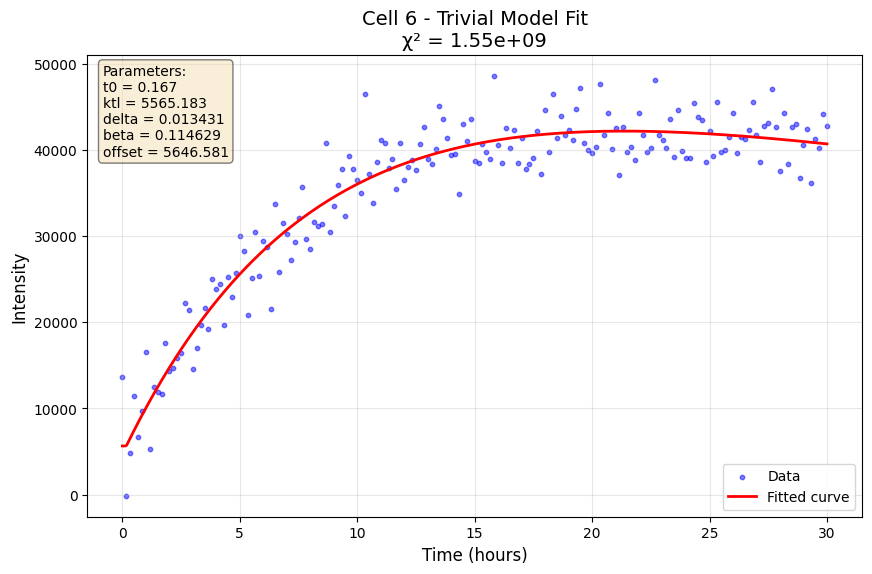 Cell 6 - Trivial Model Fit
χ² = 1.55e+09
Parameters:
t0 = 0.167
ktl = 5565.183
delta = 0.013431
beta = 0.114629
offset = 5646.581
50000
40000
30000
20000
10000
0
Intensity
0 5 10 15 20 25 30
Time (hours)
Data
Fitted curve